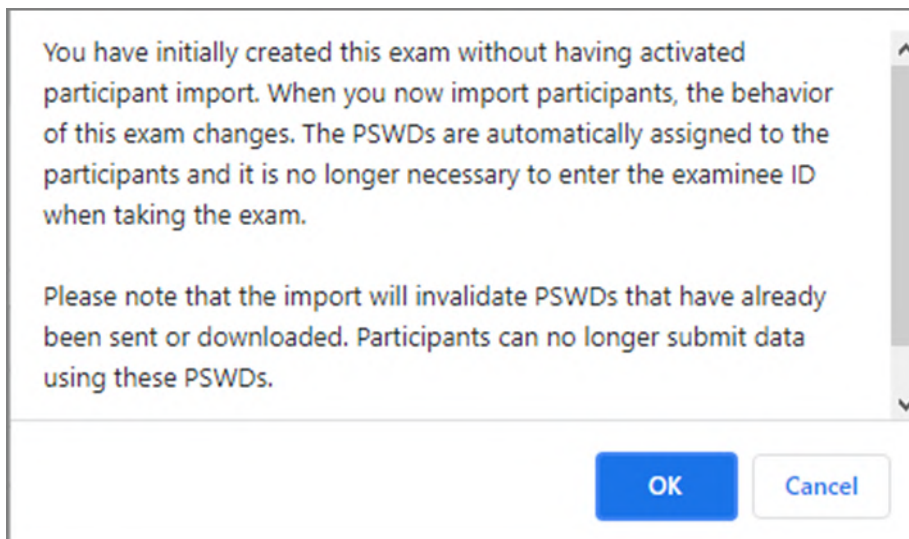 You have initially created this exam without having activated
participant import. When you now import participants, the behavior
of this exam changes. The PSWDs are automatically assigned to the
participants and it is no longer necessary to enter the examinee ID
when taking the exam.
Please note that the import will invalidate PSWDs that have already
been sent or downloaded. Participants can no longer submit data
using these PSWDs.
OK Cancel